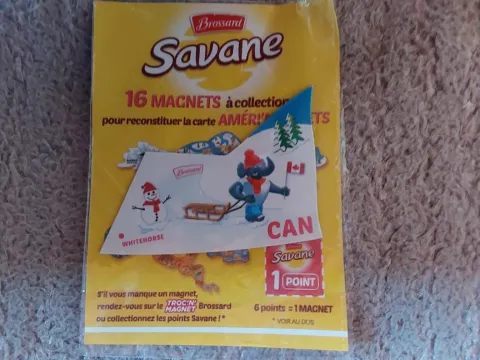 Brossard
Savane
16 MAGNETS à collection
pour reconstituer la carte AMÉRI MAGNETS
Brossard
CAN
WHITEHORSE
Savane
1 POINT
S'il vous manque un magnet,
rendez-vous sur le TROC'N' MAGNET Brossard
ou collectionnez les points Savane ! *
6 points = 1 MAGNET
* VOIR AU DOS